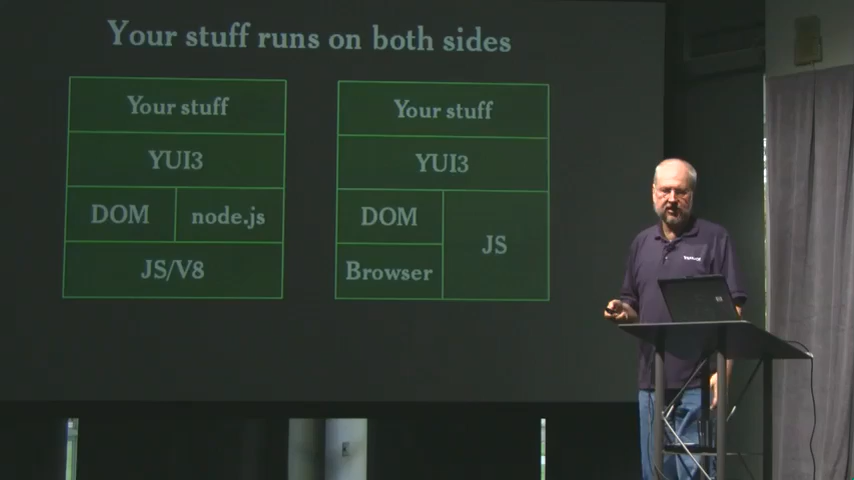 Your stuff runs on both sides
Your stuff
YUI3
DOM
node.js
JS/V8
Your stuff
YUI3
DOM
JS
Browser